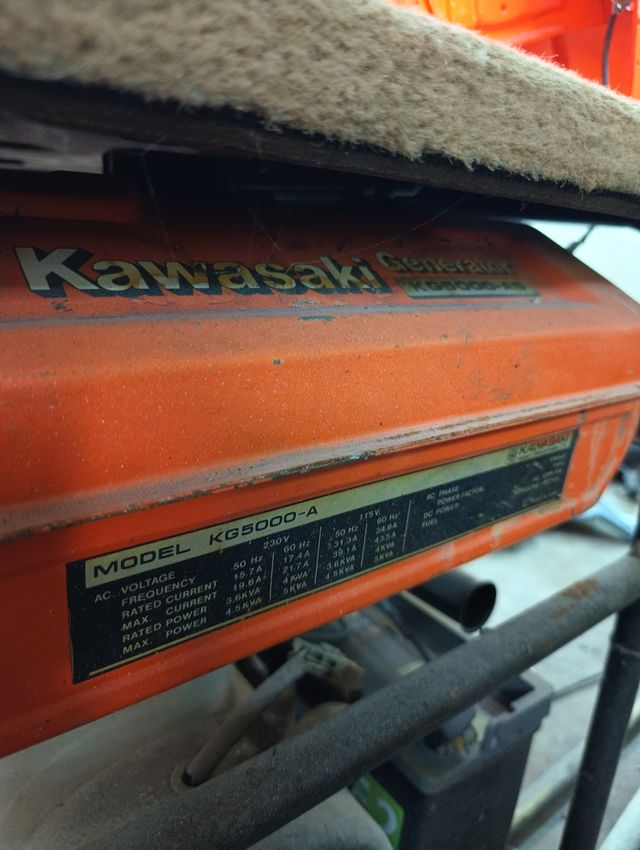 Kawasaki Generator
KG5000-A
KAWASAKI
MODEL KG5000-A
AC. VOLTAGE 230V 115V AC PHASE
FREQUENCY 50 Hz 60 Hz 50 Hz 60 Hz POWER FACTOR
RATED CURRENT 15.7A 17.4A 31.3A 34.8A DC POWER
MAX. CURRENT 19.6A 21.7A 39.1A 43.5A FUEL
RATED POWER 3.6KVA 4KVA 3.6KVA 4KVA
MAX. POWER 4.5KVA 5KVA 4.5KVA 5KVA